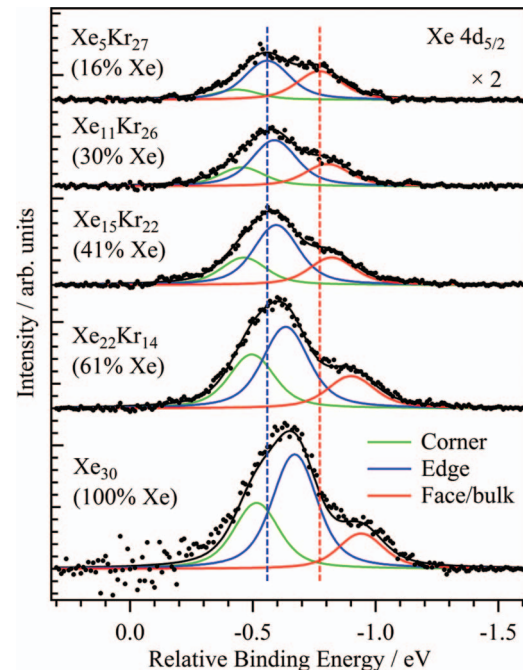 Xe₅Kr₂₇
(16% Xe)
Xe 4d₅/₂
× 2
Xe₁₁Kr₂₆
(30% Xe)
Xe₁₅Kr₂₂
(41% Xe)
Xe₂₂Kr₁₄
(61% Xe)
Xe₃₀
(100% Xe)
Corner
Edge
Face/bulk
Intensity / arb. units
0.0 -0.5 -1.0 -1.5
Relative Binding Energy / eV